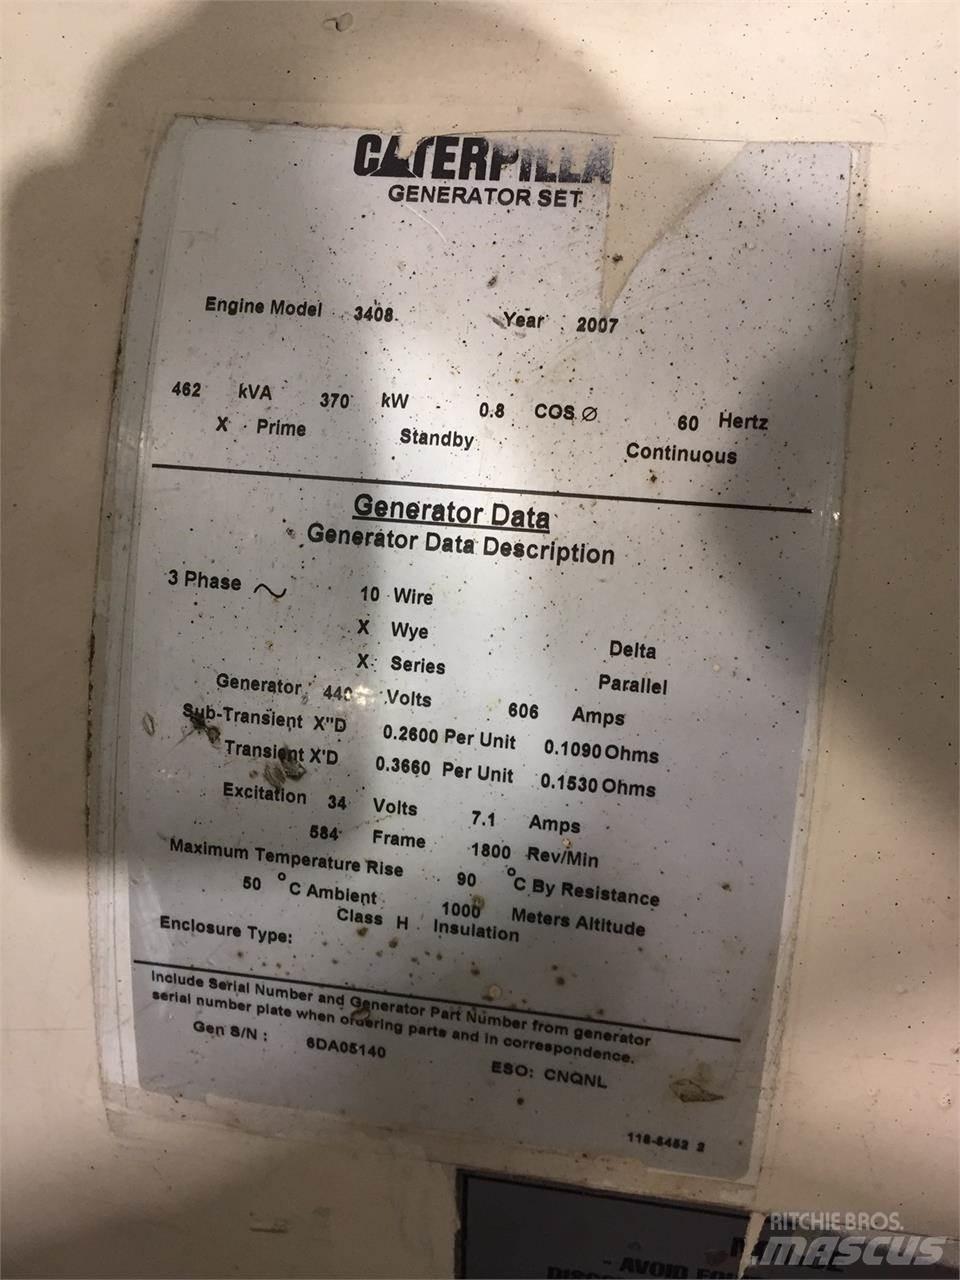 CATERPILLA
GENERATOR SET
Engine Model 3408 Year 2007
462 kVA 370 kW 0.8 COS Ø 60 Hertz
X Prime Standby Continuous
Generator Data
Generator Data Description
3 Phase ~ 10 Wire
X Wye Delta
X Series Parallel
Generator 440 Volts 606 Amps
Sub-Transient X"D 0.2600 Per Unit 0.1090 Ohms
Transient X'D 0.3660 Per Unit 0.1530 Ohms
Excitation 34 Volts 7.1 Amps
584 Frame 1800 Rev/Min
Maximum Temperature Rise 90 °C By Resistance
50 °C Ambient 1000 Meters Altitude
Class H Insulation
Enclosure Type:
Include Serial Number and Generator Part Number from generator
serial number plate when ordering parts and in correspondence.
Gen S/N : 6DA05140 ESO: CNQNL
118-8452 2
- AVOID
RITCHIE BROS.
MASCUS